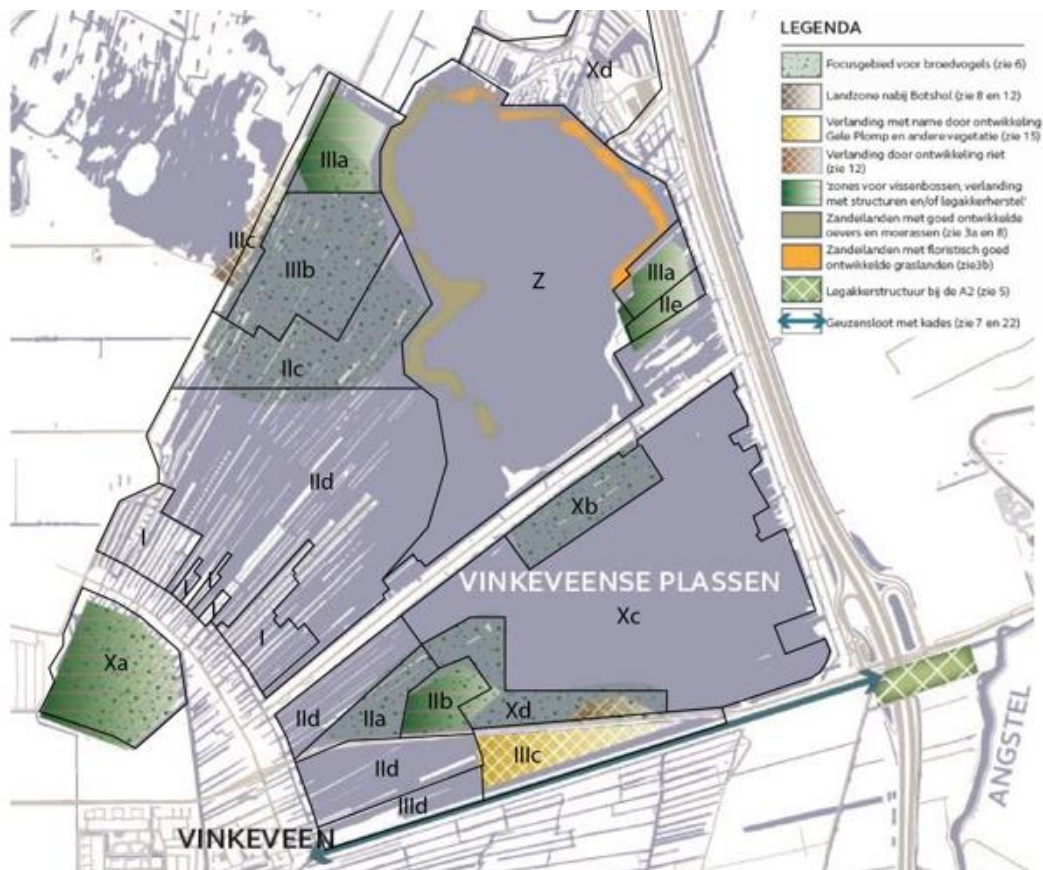 LEGENDA
Focusgebied voor broedvogels (zie 6)
Landzone nabij Botshol (zie 8 en 12)
Verlanding met name door ontwikkeling
Gele Plomp en andere vegetatie (zie 15)
Verlanding door ontwikkeling riet
(zie 12)
'zones voor vissenbossen, verlanding
met structuren en/of legakkerherstel'
Zandeilanden met goed ontwikkelde
oevers en moerassen (zie 3a en 8)
Zandeilanden met floristisch goed
ontwikkelde graslanden (zie3b)
Legakkerstructuur bij de A2 (zie 5)
Geuzensloot met kades (zie 7 en 22)
Xd
IIIa
IIIc
IIIb
Z
IIIa
IIe
IIc
IId
Xb
I
I
I
I
I
VINKEVEENSE PLASSEN
Xc
Xa
IIb
IId
IIa
Xd
IIIc
IId
IIId
ANGSTEL
VINKEVEEN